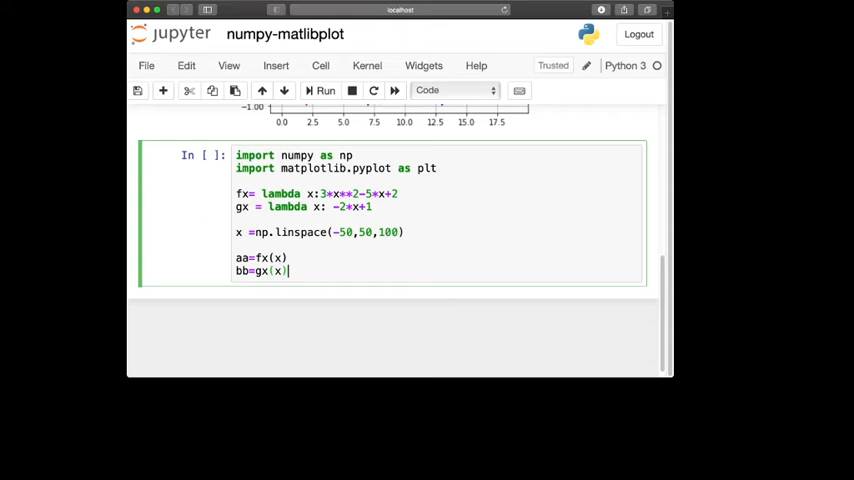 localhost
jupyter numpy-matlibplot Logout
File Edit View Insert Cell Kernel Widgets Help Trusted Python 3
Run Code
−1.00
0.0 2.5 5.0 7.5 10.0 12.5 15.0 17.5
In [ ]: import numpy as np
import matplotlib.pyplot as plt
fx= lambda x:3*x**2-5*x+2
gx = lambda x: -2*x+1
x =np.linspace(-50,50,100)
aa=fx(x)
bb=gx(x)